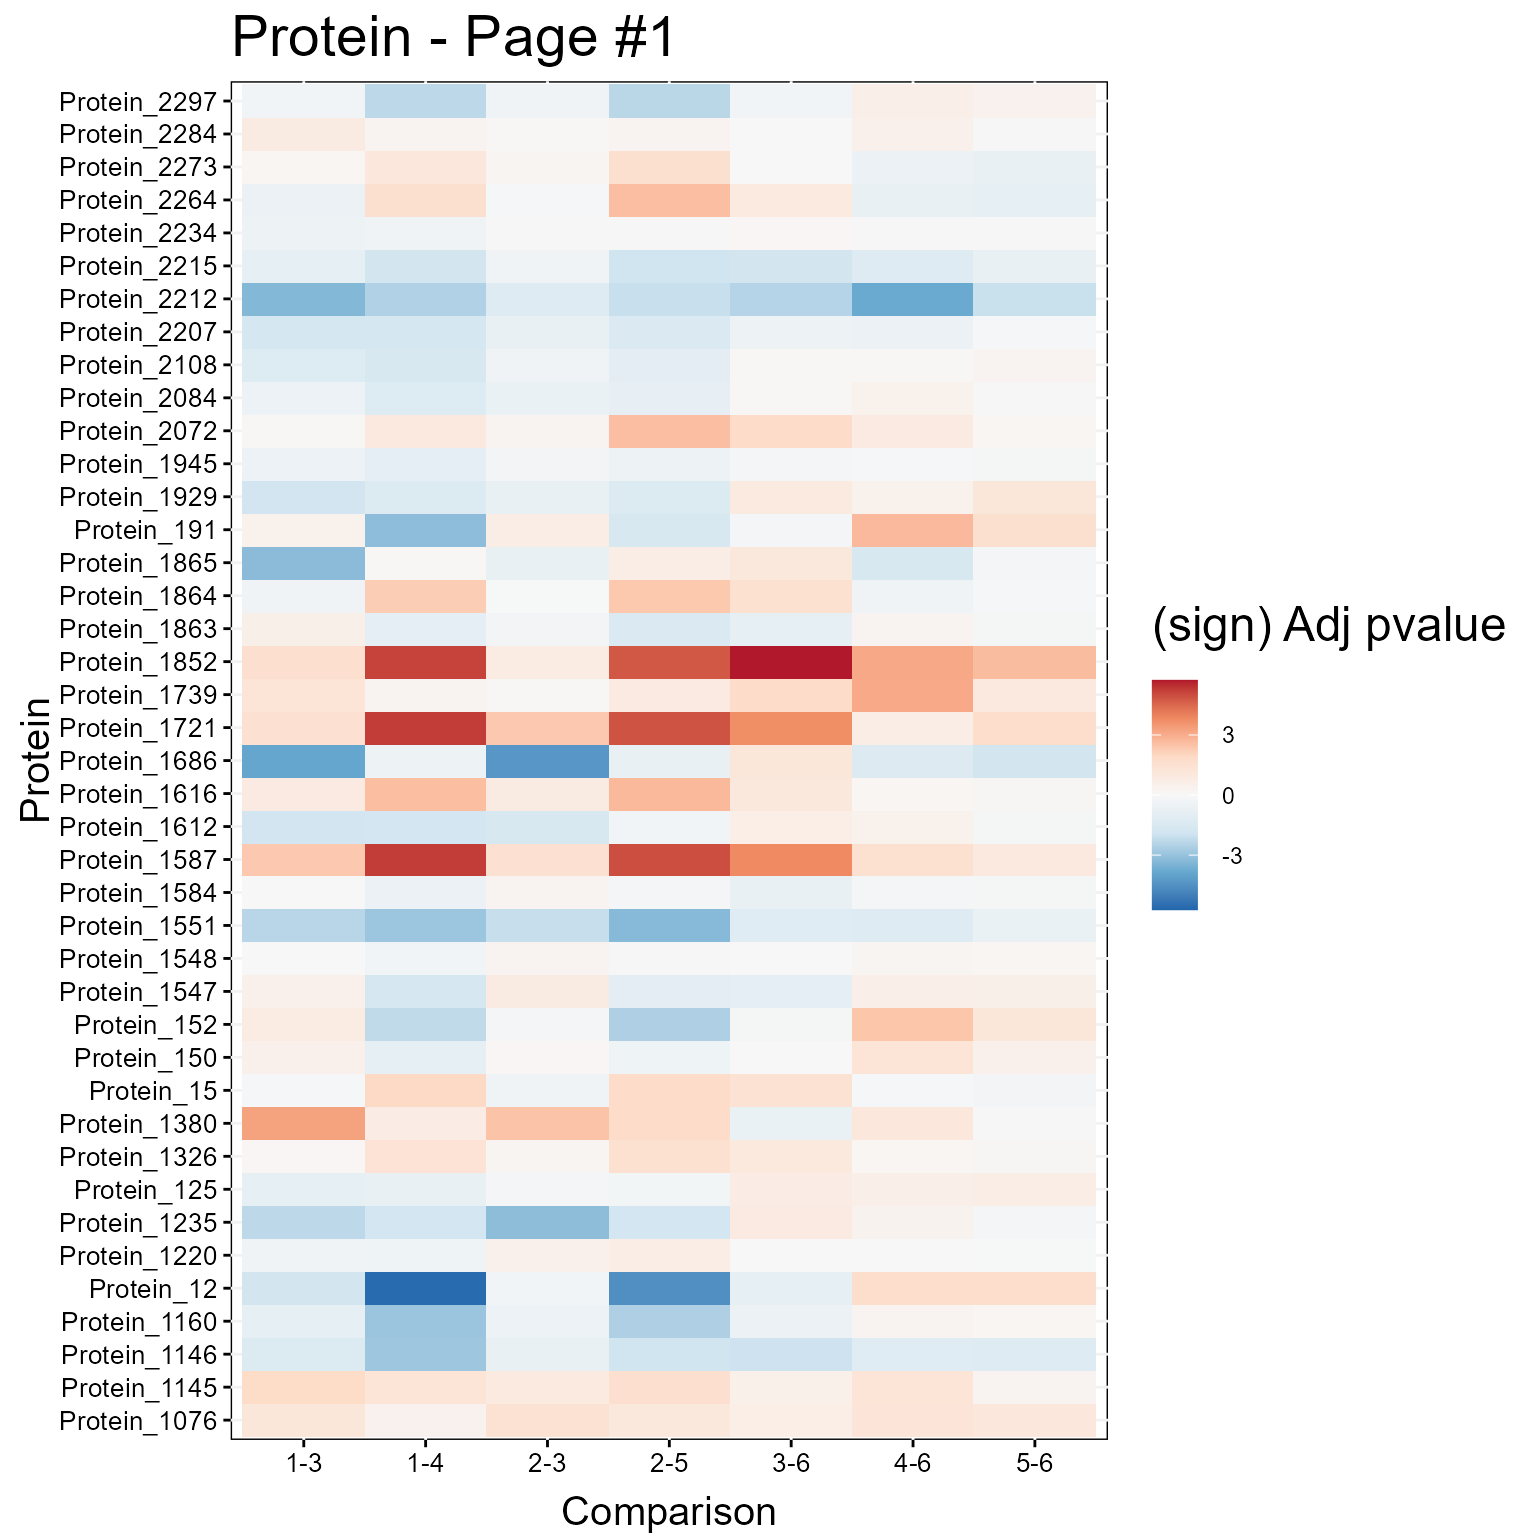 Protein - Page #1
Protein_2297
Protein_2284
Protein_2273
Protein_2264
Protein_2234
Protein_2215
Protein_2212
Protein_2207
Protein_2108
Protein_2084
Protein_2072
Protein_1945
Protein_1929
Protein_191
Protein_1865
Protein_1864
Protein_1863
Protein_1852
Protein_1739
Protein_1721
Protein_1686
Protein_1616
Protein_1612
Protein_1587
Protein_1584
Protein_1551
Protein_1548
Protein_1547
Protein_152
Protein_150
Protein_15
Protein_1380
Protein_1326
Protein_125
Protein_1235
Protein_1220
Protein_12
Protein_1160
Protein_1146
Protein_1145
Protein_1076
Protein
1-3
1-4
2-3
2-5
3-6
4-6
5-6
Comparison
(sign) Adj pvalue
3
0
-3